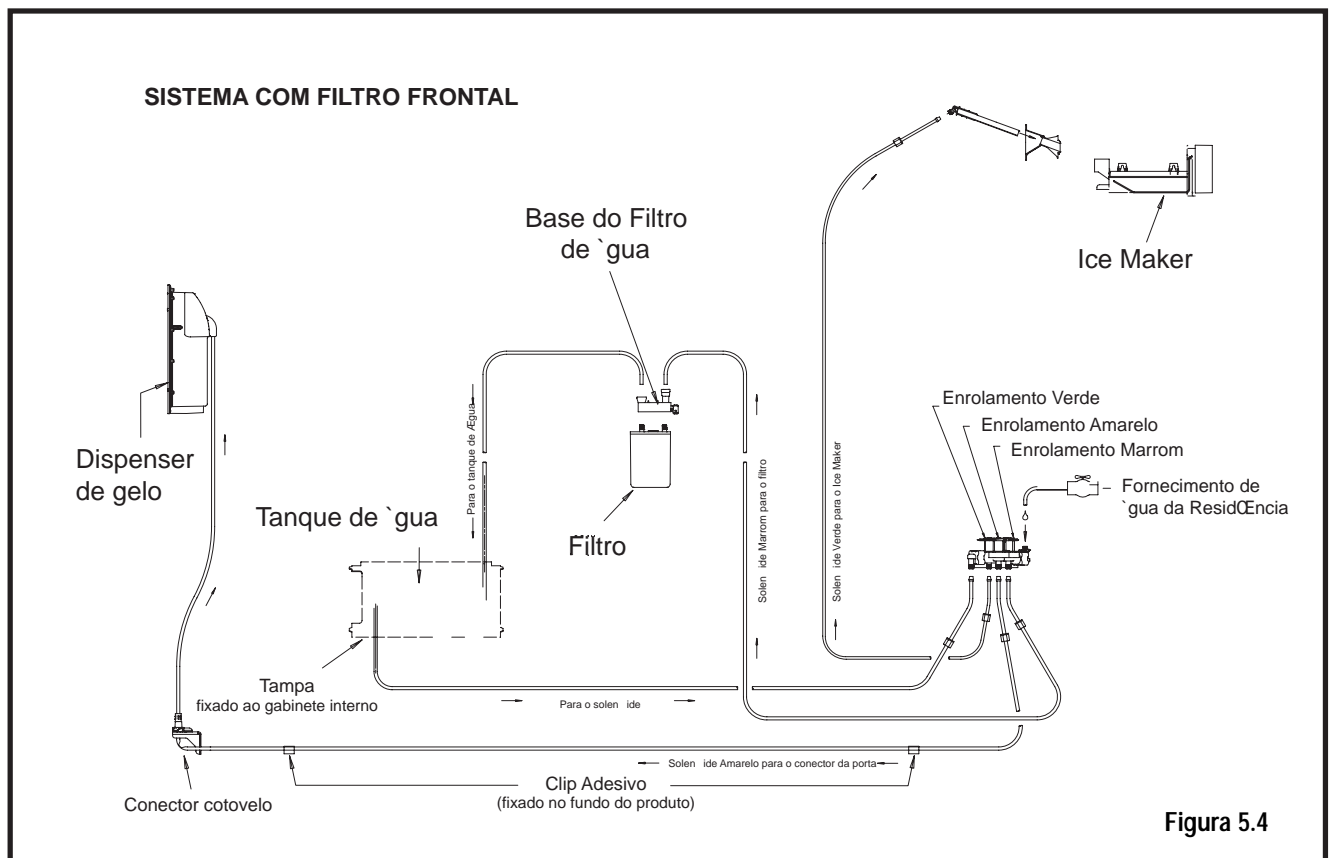 SISTEMA COM FILTRO FRONTAL
Base do Filtro
de `gua
Ice Maker
Enrolamento Verde
Enrolamento Amarelo
Enrolamento Marrom
Fornecimento de
`gua da ResidŒncia
Dispenser
de gelo
Para o tanque de Ægua
Tanque de `gua
Filtro
Solen ide Marrom para o filtro
Solen ide Verde para o Ice Maker
Tampa
fixado ao gabinete interno
Para o solen ide
Solen ide Amarelo para o conector da porta
Clip Adesivo
(fixado no fundo do produto)
Conector cotovelo
Figura 5.4